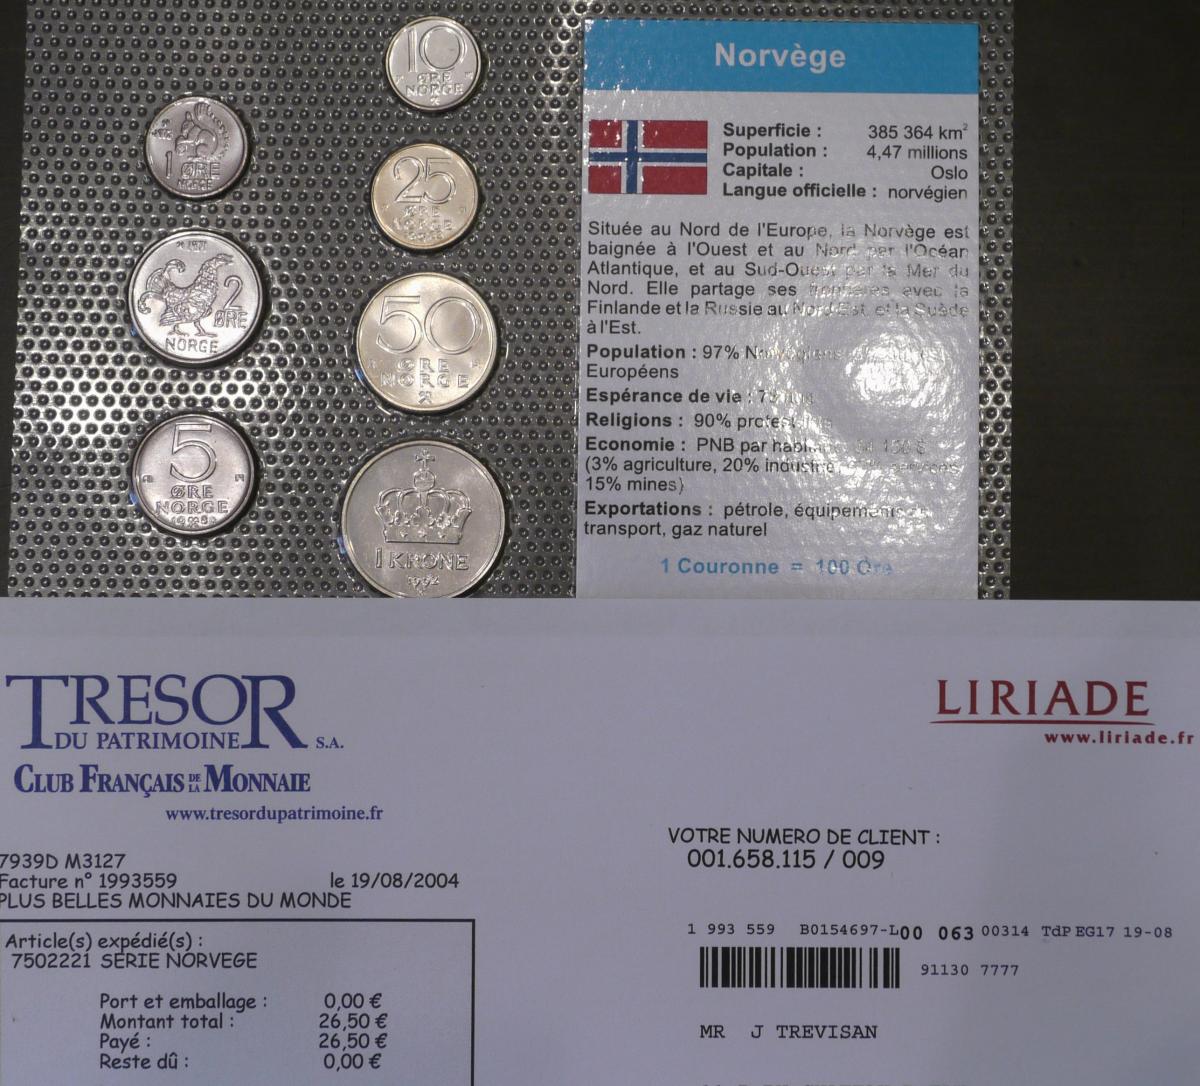 10
ØRE
NORGE
1 ØRE
NORGE
25
ØRE
NORGE
1971
2
ØRE
NORGE
50
ØRE
NORGE
5
ØRE
NORGE
1 KRONE
Norvège
Superficie : 385 364 km²
Population : 4,47 millions
Capitale : Oslo
Langue officielle : norvégien
Située au Nord de l'Europe, la Norvège est
baignée à l'Ouest et au Nord par l'Océan
Atlantique, et au Sud-Ouest par la Mer du
Nord. Elle partage ses frontières avec la
Finlande et la Russie au Nord-Est, et la Suède
à l'Est.
Population : 97%
Européens
Espérance de vie :
Religions : 90%
Economie : PNB par
(3% agriculture, 20% industrie,
15% mines)
Exportations : pétrole, équipements de
transport, gaz naturel
1 Couronne = 100 Öre
TRESOR
DU PATRIMOINE S.A.
CLUB FRANÇAIS DE LA MONNAIE
www.tresordupatrimoine.fr
LIRIADE
www.liriade.fr
VOTRE NUMERO DE CLIENT :
001.658.115 / 009
7939D M3127
Facture n° 1993559 le 19/08/2004
PLUS BELLES MONNAIES DU MONDE
Article(s) expédié(s) :
7502221 SERIE NORVEGE
Port et emballage : 0,00 €
Montant total : 26,50 €
Payé : 26,50 €
Reste dû : 0,00 €
1 993 559 B0154697-L00 063 00314 TdP EG17 19-08
91130 7777
MR J TREVISAN